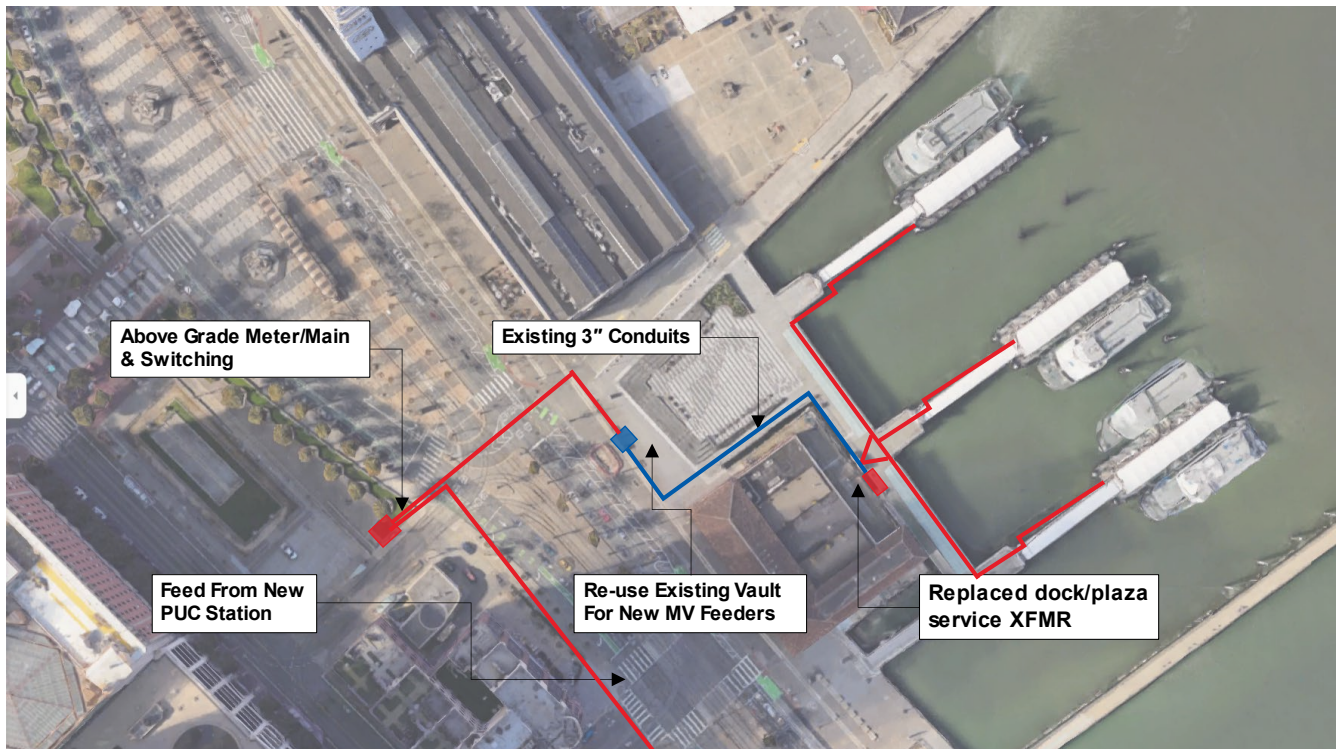 Above Grade Meter/Main
& Switching
Existing 3″ Conduits
Feed From New
PUC Station
Re-use Existing Vault
For New MV Feeders
Replaced dock/plaza
service XFMR